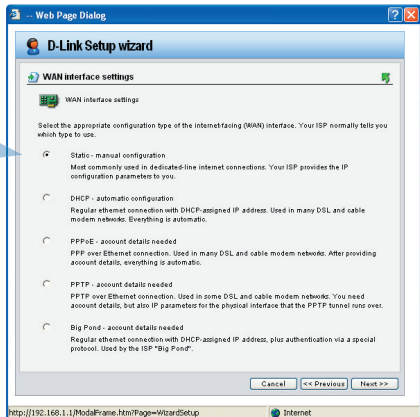 -- Web Page Dialog
D-Link Setup wizard
WAN interface settings
WAN interface settings
Select the appropriate configuration type of the internet-facing (WAN) interface. Your ISP normally tells you
which type to use.
Static - manual configuration
Most commonly used in dedicated-line internet connections. Your ISP provides the IP
configuration parameters to you.
DHCP - automatic configuration
Regular ethernet connection with DHCP-assigned IP address. Used in many DSL and cable
modem networks. Everything is automatic.
PPPoE - account details needed
PPP over Ethernet connection. Used in many DSL and cable modem networks. After providing
account details, everything is automatic.
PPTP - account details needed
PPTP over Ethernet connection. Used in some DSL and cable modem networks. You need
account details, but also IP parameters for the physical interface that the PPTP tunnel runs over.
Big Pond - account details needed
Regular ethernet connection with DHCP-assigned IP address, plus authentication via a special
protocol. Used by the ISP "Big Pond".
Cancel << Previous Next >>
http://192.168.1.1/ModalFrame.htm?Page=WizardSetup Internet